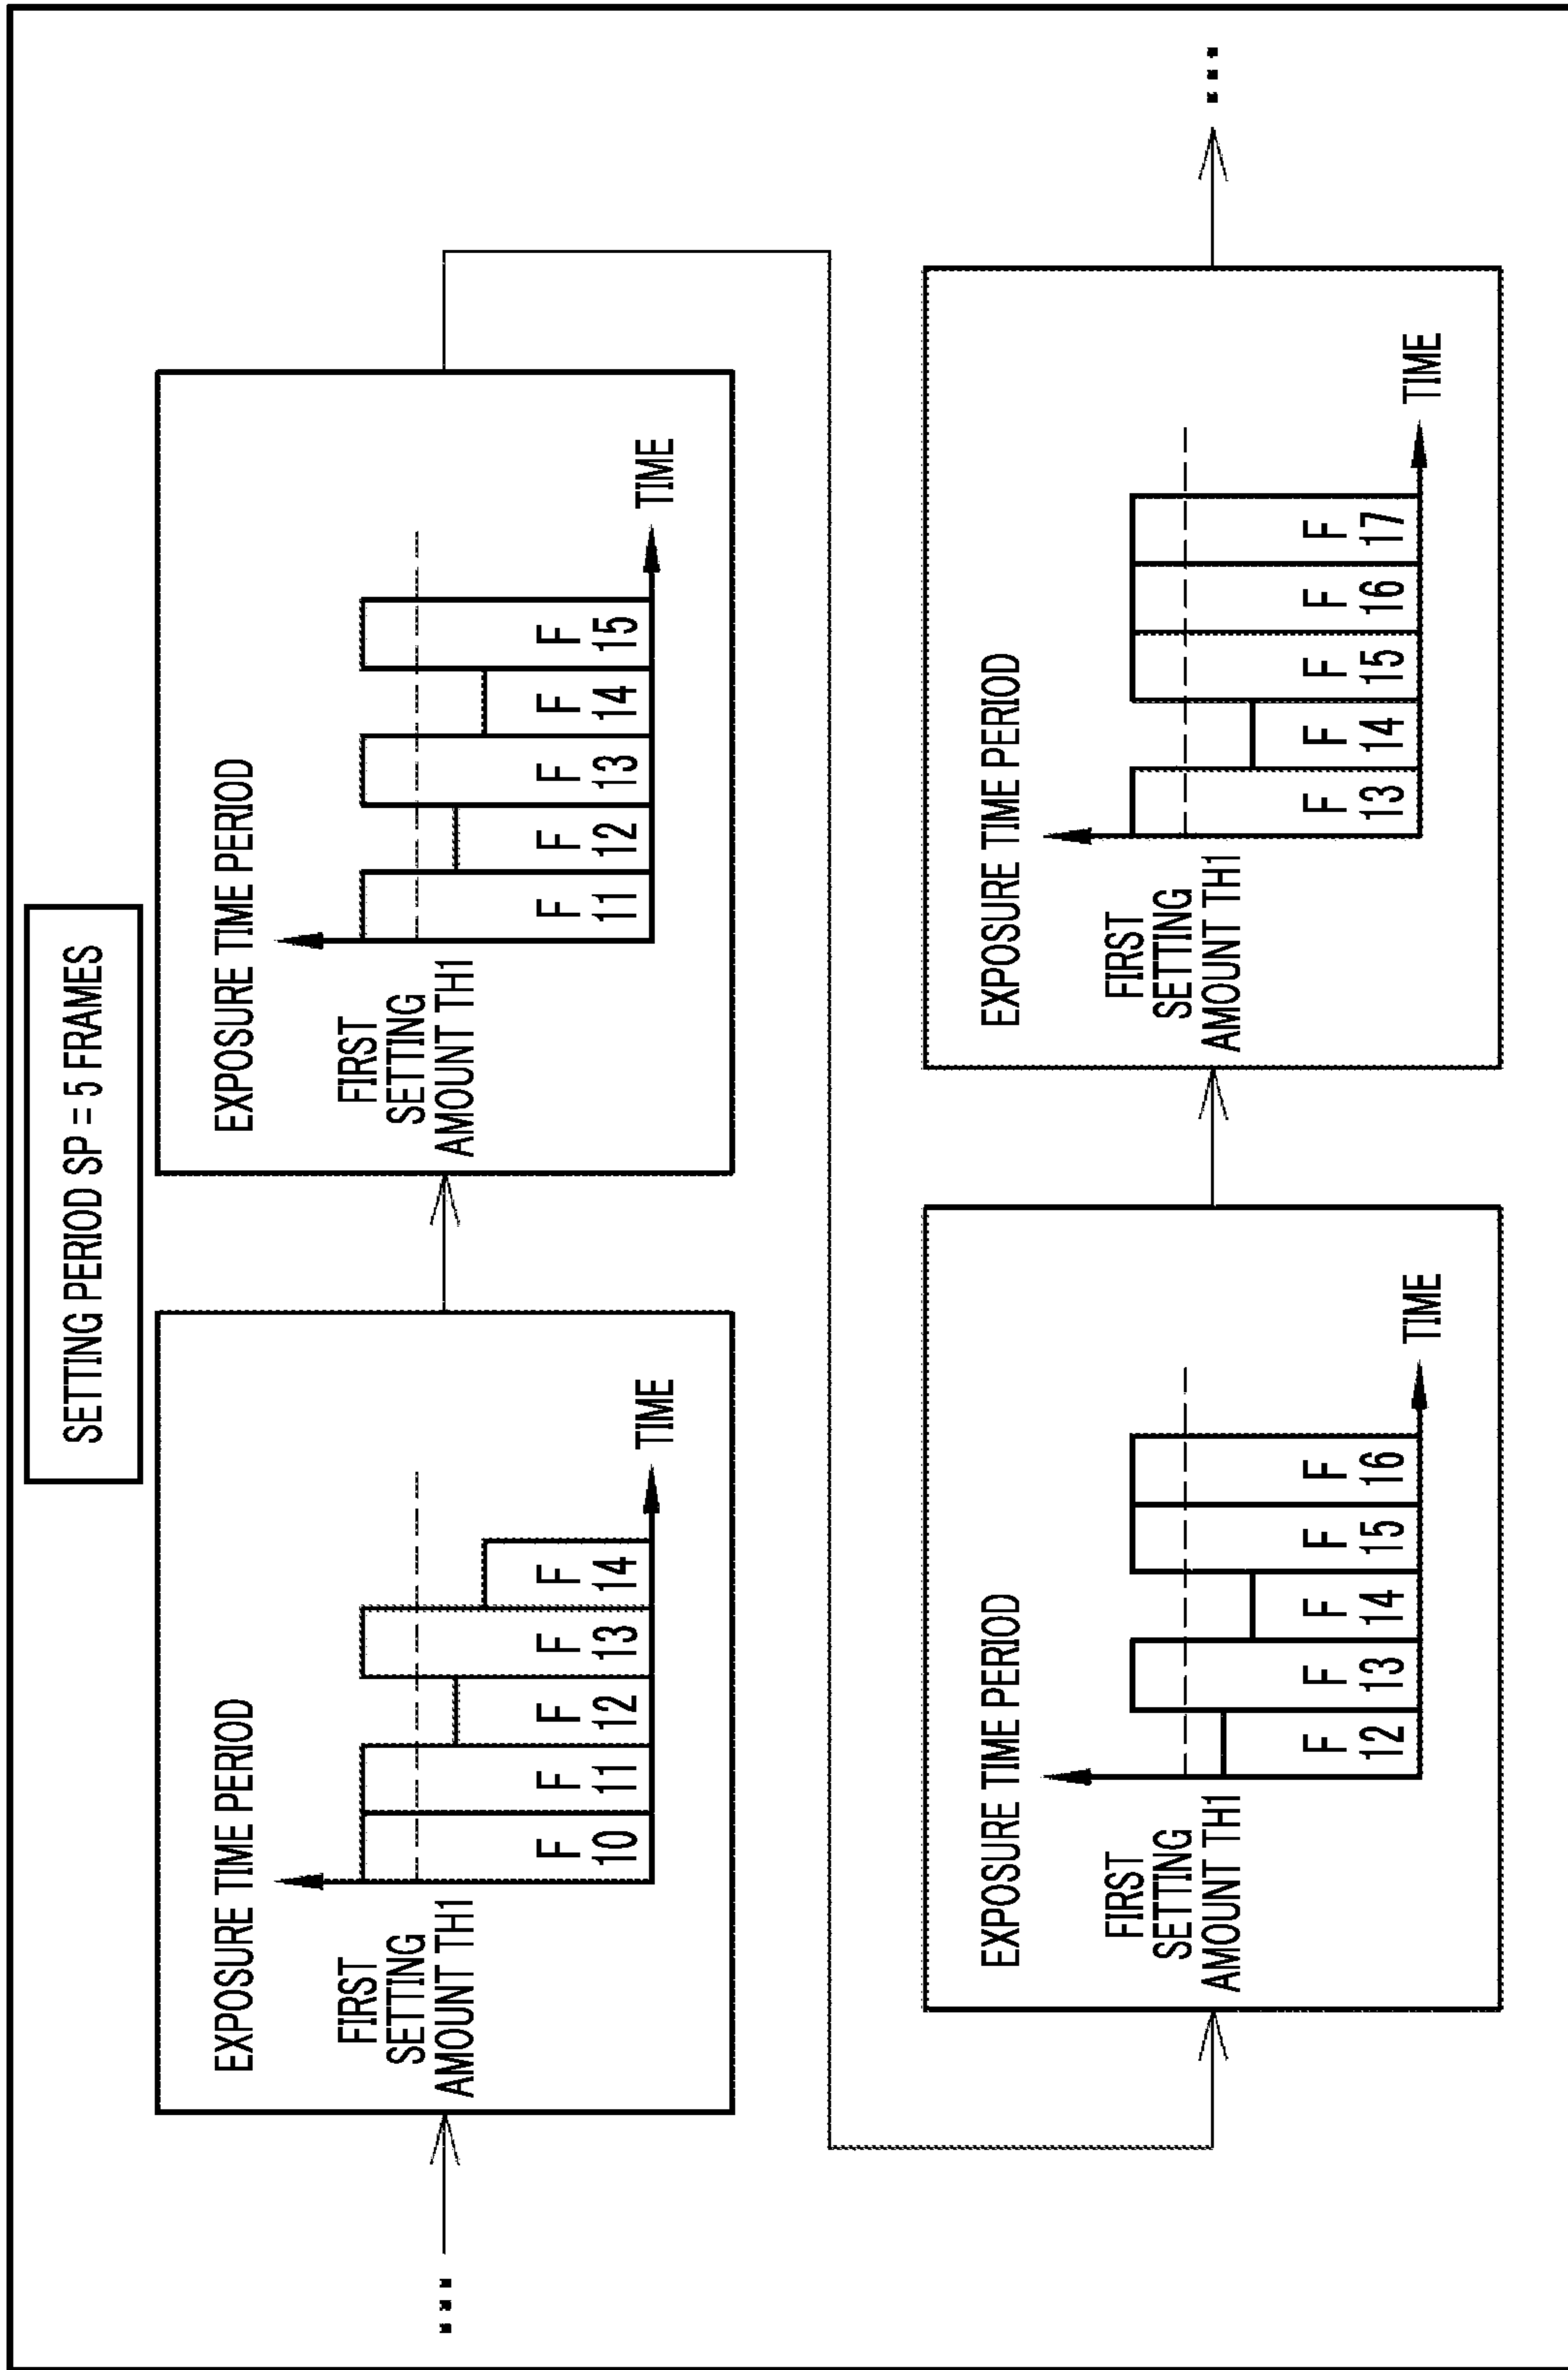 SETTING PERIOD SP = 5 FRAMES
EXPOSURE TIME PERIOD
FIRST
SETTING
AMOUNT TH1
F F F F F
10 11 12 13 14
TIME
EXPOSURE TIME PERIOD
FIRST
SETTING
AMOUNT TH1
F F F F F
11 12 13 14 15
TIME
EXPOSURE TIME PERIOD
FIRST
SETTING
AMOUNT TH1
F F F F F
12 13 14 15 16
TIME
EXPOSURE TIME PERIOD
FIRST
SETTING
AMOUNT TH1
F F F F F
13 14 15 16 17
TIME